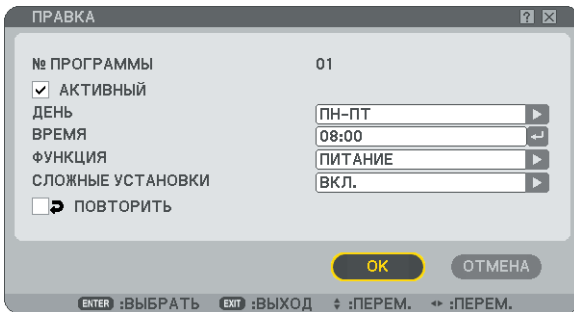 ПРАВКА
№ ПРОГРАММЫ 01
АКТИВНЫЙ
ДЕНЬ ПН-ПТ
ВРЕМЯ 08:00
ФУНКЦИЯ ПИТАНИЕ
СЛОЖНЫЕ УСТАНОВКИ ВКЛ.
ПОВТОРИТЬ
OK ОТМЕНА
ENTER :ВЫБРАТЬ EXIT :ВЫХОД :ПЕРЕМ. :ПЕРЕМ.